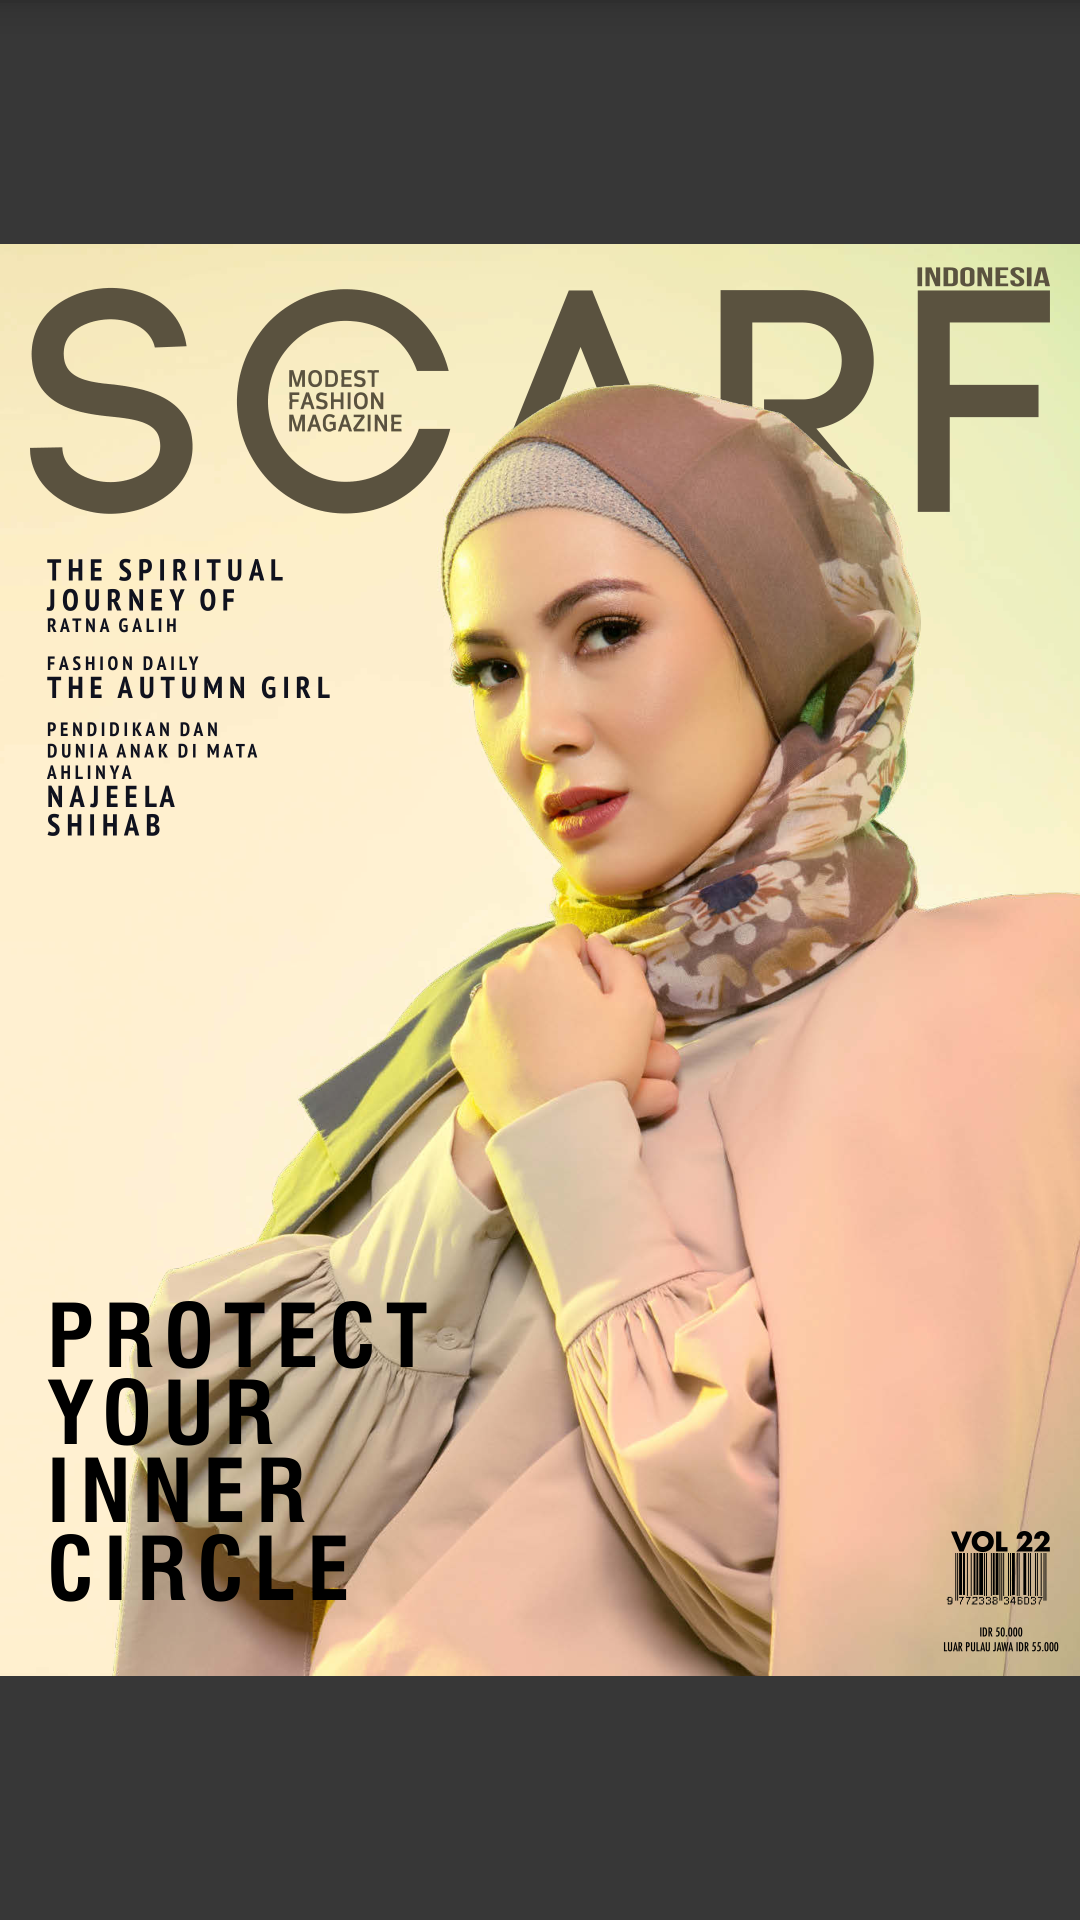 INDONESIA
SCARF
MODEST
FASHION
MAGAZINE
THE SPIRITUAL
JOURNEY OF
RATNA GALIH
FASHION DAILY
THE AUTUMN GIRL
PENDIDIKAN DAN
DUNIA ANAK DI MATA
AHLINYA
NAJEELA
SHIHAB
PROTECT
YOUR
INNER
CIRCLE
VOL 22
9 772338 346037
IDR 50.000
LUAR PULAU JAWA IDR 55.000